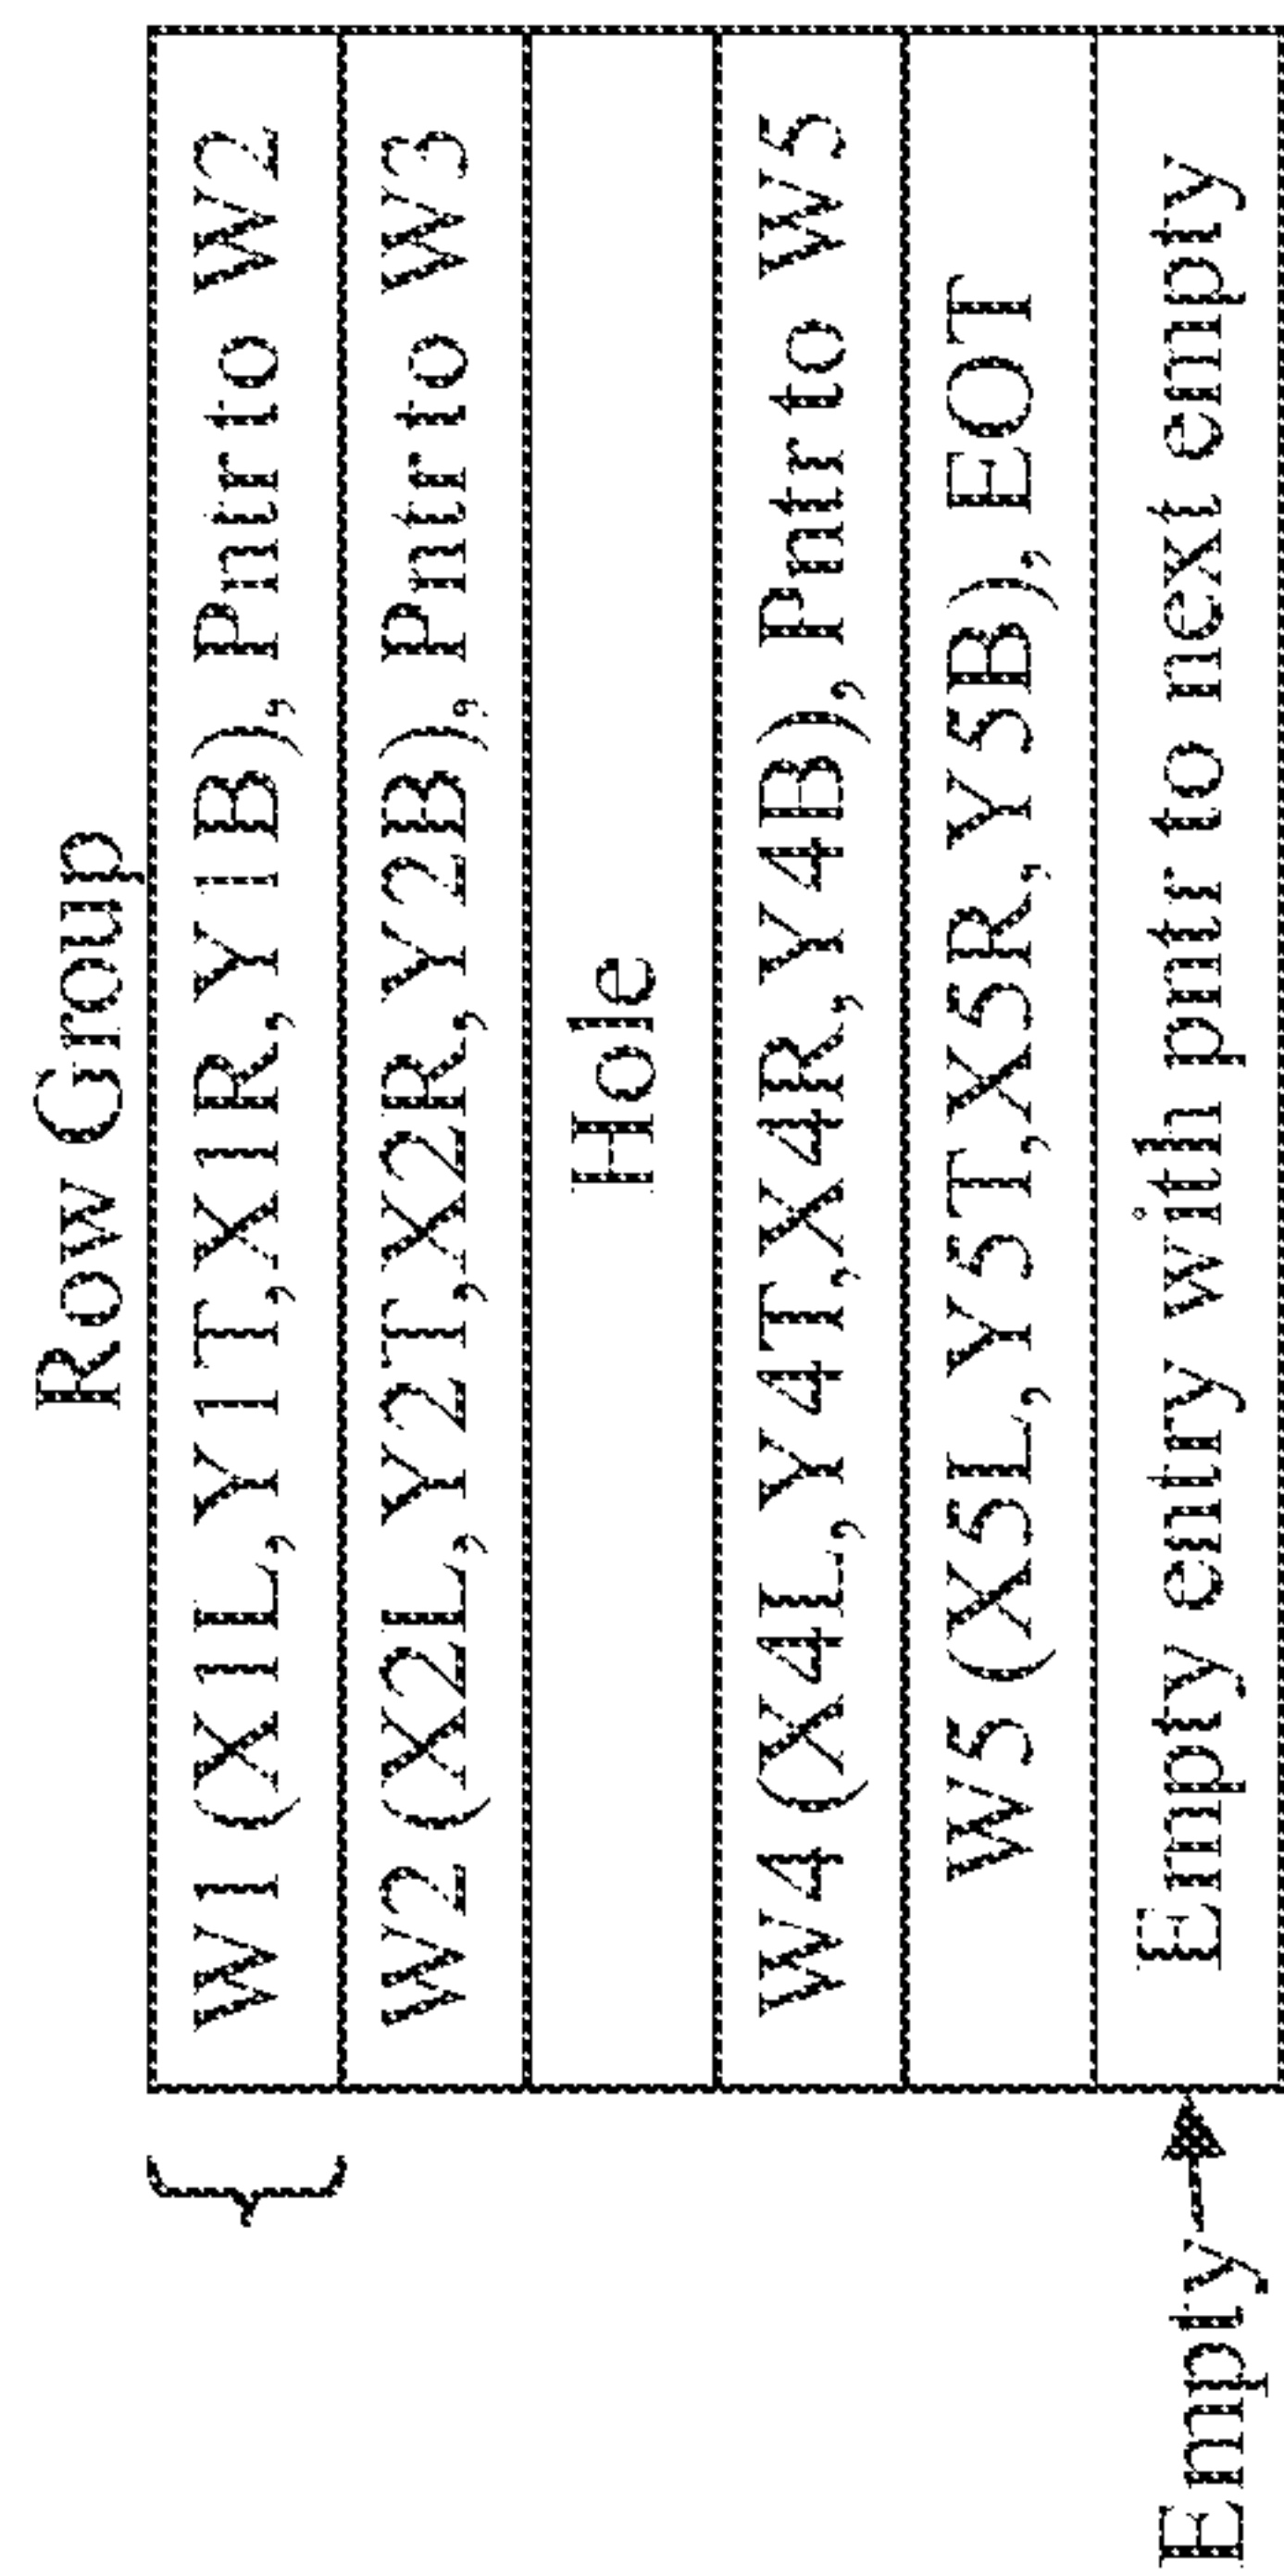 Row Group
W1 (X1L,Y1T,X1R,Y1B), Pntr to W2
W2 (X2L,Y2T,X2R,Y2B), Pntr to W3
Hole
W4 (X4L,Y4T,X4R,Y4B), Pntr to W5
W5 (X5L,Y5T,X5R,Y5B), EOT
Empty
Empty entry with pntr to next empty